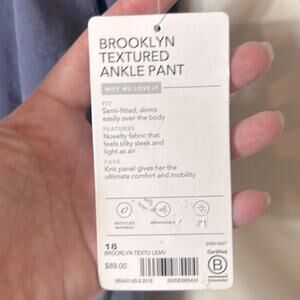 BROOKLYN
TEXTURED
ANKLE PANT
WHY WE LOVE IT
FIT
Semi-fitted, skims
easily over the body
FEATURES
Novelty fabric that
feels silky sleek and
light as air
FAVE
Knit panel gives her the
ultimate comfort and mobility
RECYCLED
MATERIAL
BREATHABLE
18
BROOKLYN TEXTU LEMV
$89.00
Certified
B
Corporation